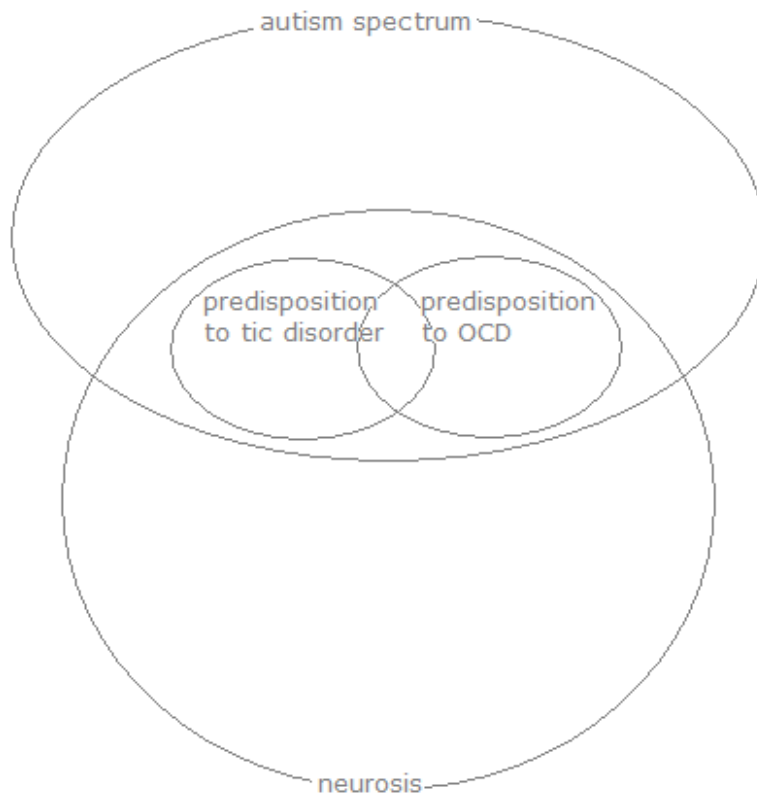 autism spectrum
predisposition
to tic disorder
predisposition
to OCD
neurosis